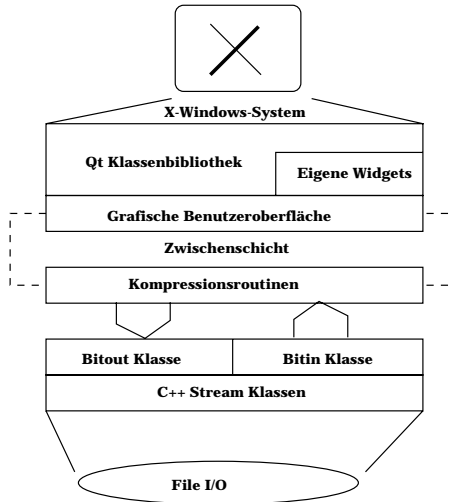 X-Windows-System
Qt Klassenbibliothek
Eigene Widgets
Grafische Benutzeroberfläche
Zwischenschicht
Kompressionsroutinen
Bitout Klasse
Bitin Klasse
C++ Stream Klassen
File I/O